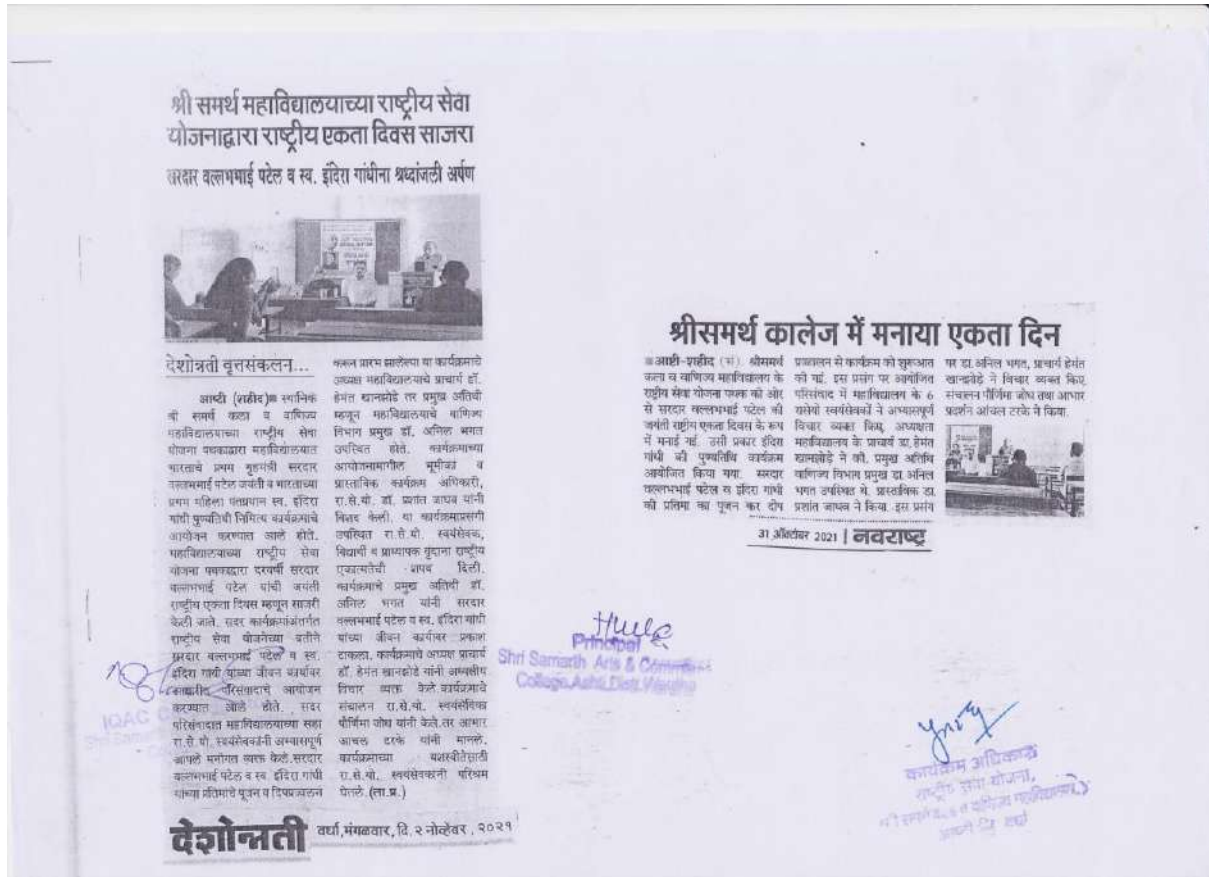 श्री समर्थ महाविद्यालयाच्या राष्ट्रीय सेवा
योजनाद्वारा राष्ट्रीय एकता दिवस साजरा
सरदार वल्लभभाई पटेल व स्व. इंदिरा गांधीना श्रध्दांजली अर्पण
देशोन्नती वृत्तसंकलन...
आष्टी (शहीद) स्थानिक
श्री समर्थ कला व वाणिज्य
महाविद्यालयाच्या राष्ट्रीय सेवा
योजना पथकाद्वारा महाविद्यालयात
भारताचे प्रथम गृहमंत्री सरदार
वल्लभभाई पटेल जयंती व भारताच्या
प्रथम महिला पंतप्रधान स्व. इंदिरा
गांधी पुण्यतिथी निमित्य कार्यक्रमाचे
आयोजन करण्यात आले होते.
महाविद्यालयाच्या राष्ट्रीय सेवा
योजना पथकाद्वारा दरवर्षी सरदार
वल्लभभाई पटेल यांची जयंती
राष्ट्रीय एकता दिवस म्हणून साजरी
केली जाते. सदर कार्यक्रमांअंतर्गत
राष्ट्रीय सेवा योजनेच्या वतीने
सरदार वल्लभभाई पटेल व स्व.
इंदिरा गांधी यांच्या जीवन कार्यावर
परिसंवादाचे आयोजन
करण्यात आले होते. सदर
परिसंवादात महाविद्यालयाच्या सहा
रा.से.यो. स्वयंसेवकांनी अभ्यासपूर्ण
आपले मनोगत व्यक्त केले.सरदार
वल्लभभाई पटेल व स्व. इंदिरा गांधी
यांच्या प्रतिमांचे पूजन व दिपप्रज्वलन
करून प्रारंभ झालेल्या या कार्यक्रमाचे
अध्यक्ष महाविद्यालयाचे प्राचार्य डॉ.
हेमंत खानझोडे तर प्रमुख अतिथी
म्हणून महाविद्यालयाचे वाणिज्य
विभाग प्रमुख डॉ. अनिल भगत
उपस्थित होते. कार्यक्रमाच्या
आयोजनामागील भूमीका व
प्रास्ताविक कार्यक्रम अधिकारी,
रा.से.यो. डॉ. प्रशांत जाधव यांनी
विशद केली. या कार्यक्रमाप्रसंगी
उपस्थित रा.से.यो. स्वयंसेवक,
विद्यार्थी व प्राध्यापक वृंदाना राष्ट्रीय
एकात्मतेची शपथ दिली.
कार्यक्रमाचे प्रमुख अतिथी डॉ.
अनिल भगत यांनी सरदार
वल्लभभाई पटेल व स्व. इंदिरा गांधी
यांच्या जीवन कार्यावर प्रकाश
टाकला. कार्यक्रमाचे अध्यक्ष प्राचार्य
डॉ. हेमंत खानझोडे यांनी अध्यक्षीय
विचार व्यक्त केले.कार्यक्रमाचे
संचालन रा.से.यो. स्वयंसेविका
पौर्णिमा जोध यांनी केले.तर आभार
आचल टरके यांनी मानले.
कार्यक्रमाच्या यशस्वीतेसाठी
रा.से.यो. स्वयंसेवकांनी परिश्रम
घेतले.(ता.प्र.)
देशोन्नती वर्धा,मंगळवार, दि.२ नोव्हेंबर, २०२१
श्रीसमर्थ कालेज में मनाया एकता दिन
आष्टी-शहीद (सं). श्रीसमर्थ
कला व वाणिज्य महाविद्यालय के
राष्ट्रीय सेवा योजना पथक की ओर
से सरदार वल्लभभाई पटेल की
जयंती राष्ट्रीय एकता दिवस के रूप
में मनाई गई. उसी प्रकार इंदिरा
गांधी की पुण्यतिथि कार्यक्रम
आयोजित किया गया. सरदार
वल्लभभाई पटेल व इंदिरा गांधी
की प्रतिमा का पूजन कर दीप
प्रज्वलन से कार्यक्रम की शुरूआत
की गई. इस प्रसंग पर आयोजित
परिसंवाद में महाविद्यालय के 6
रासेयो स्वयंसेवकों ने अभ्यासपूर्ण
विचार व्यक्त किए. अध्यक्षता
महाविद्यालय के प्राचार्य डा. हेमंत
खानझोडे ने की. प्रमुख अतिथि
वाणिज्य विभाग प्रमुख डा. अनिल
भगत उपस्थित थे. प्रास्ताविक डा.
प्रशांत जाधव ने किया. इस प्रसंग
पर डा. अनिल भगत, प्राचार्य हेमंत
खानझोडे ने विचार व्यक्त किए.
संचालन पौर्णिमा जोध तथा आभार
प्रदर्शन आंचल टरके ने किया.
31 ऑक्टोबर 2021 | नवराष्ट्र
Principal
Shri Samarth Arts & Commerce
College,Ashti,Distt.Wardha
IQAC
कार्यक्रम अधिकारी
राष्ट्रीय सेवा योजना,